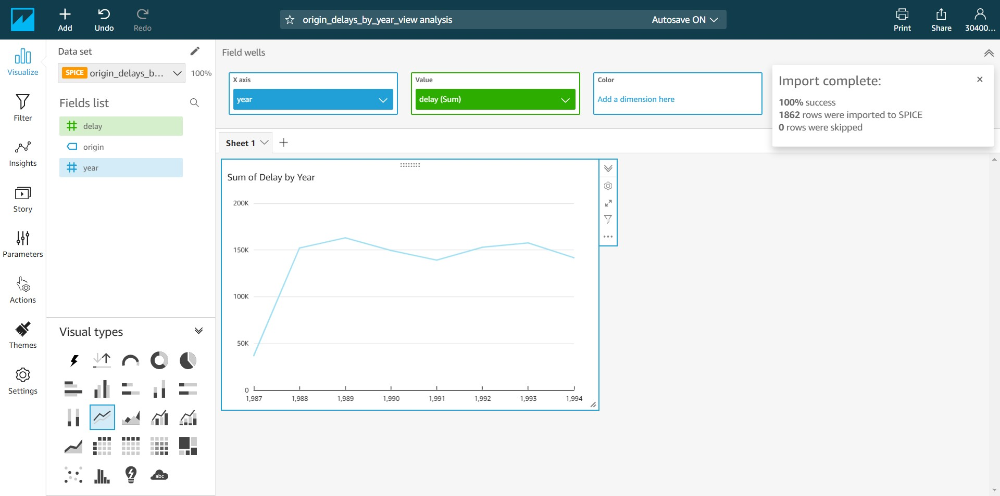 Add
Undo
Redo
origin_delays_by_year_view analysis
Autosave ON
Print
Share
30400...
Visualize
Filter
Insights
Story
Parameters
Actions
Themes
Settings
Data set
SPICE origin_delays_b... 100%
Fields list
delay
origin
year
Visual types
abc
Field wells
X axis
year
Value
delay (Sum)
Color
Add a dimension here
Import complete:
100% success
1862 rows were imported to SPICE
0 rows were skipped
Sheet 1
Sum of Delay by Year
200K
150K
100K
50K
0
1,987 1,988 1,989 1,990 1,991 1,992 1,993 1,994